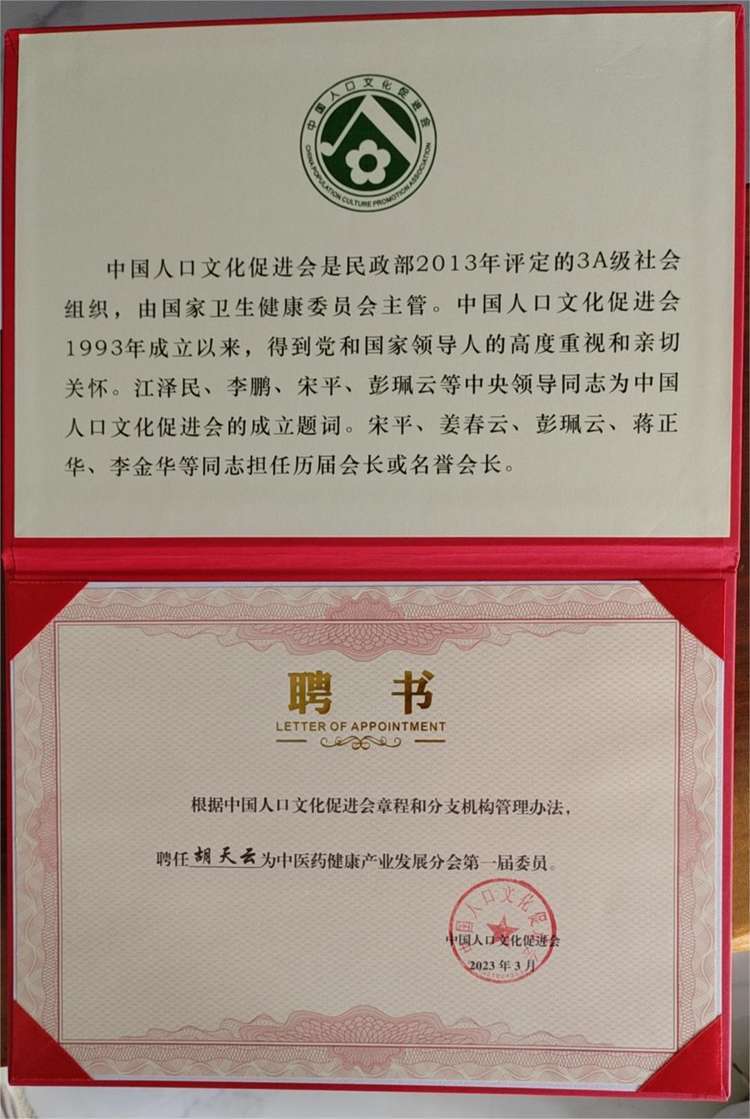 中国人口文化促进会
CHINA POPULATION CULTURE PROMOTION ASSOCIATION
中国人口文化促进会是民政部2013年评定的3A级社会
组织，由国家卫生健康委员会主管。中国人口文化促进会
1993年成立以来，得到党和国家领导人的高度重视和亲切
关怀。江泽民、李鹏、宋平、彭珮云等中央领导同志为中国
人口文化促进会的成立题词。宋平、姜春云、彭珮云、蒋正
华、李金华等同志担任历届会长或名誉会长。
聘 书
LETTER OF APPOINTMENT
根据中国人口文化促进会章程和分支机构管理办法，
聘任胡天云为中医药健康产业发展分会第一届委员。
中国人口文化促进会
中国人口文化促进会
2023年3月